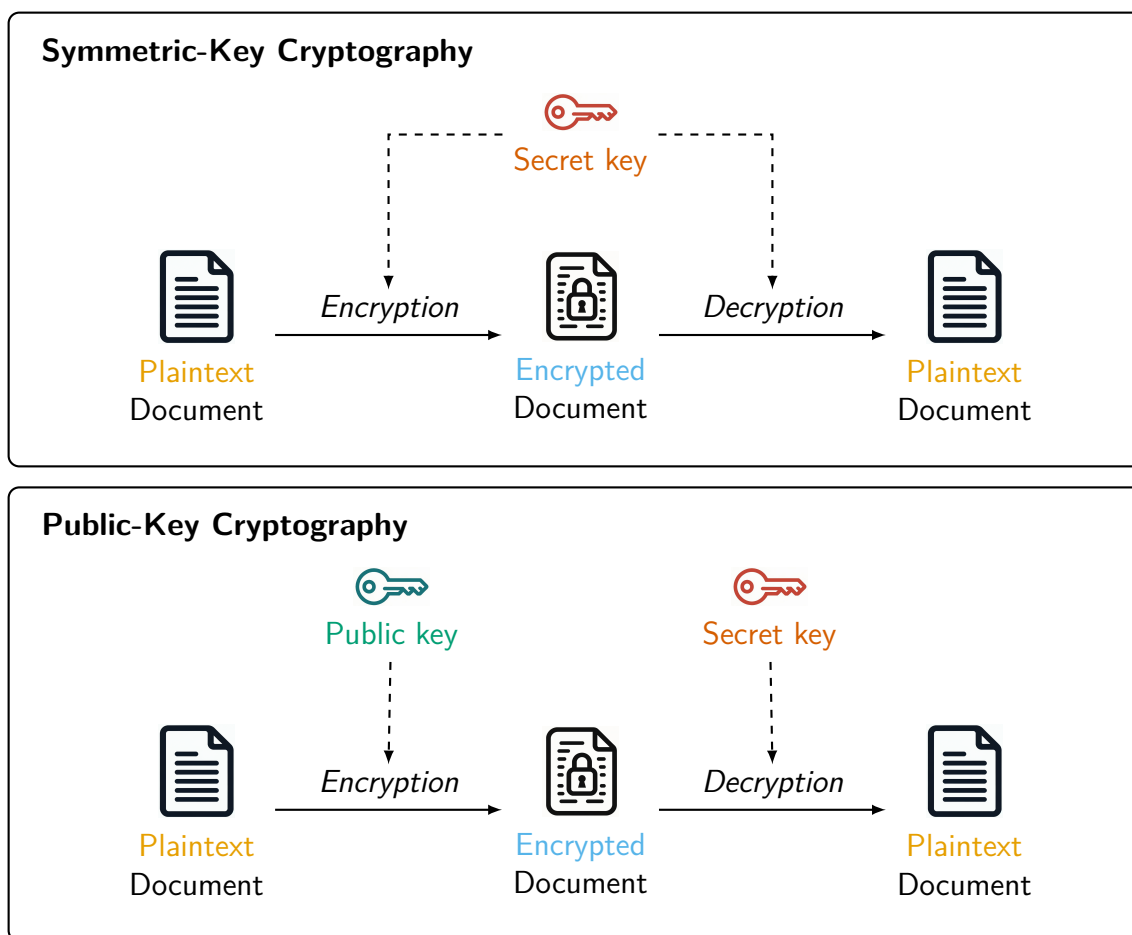 Symmetric-Key Cryptography
Secret key
Encryption
Decryption
Plaintext
Document
Encrypted
Document
Plaintext
Document
Public-Key Cryptography
Public key
Secret key
Encryption
Decryption
Plaintext
Document
Encrypted
Document
Plaintext
Document